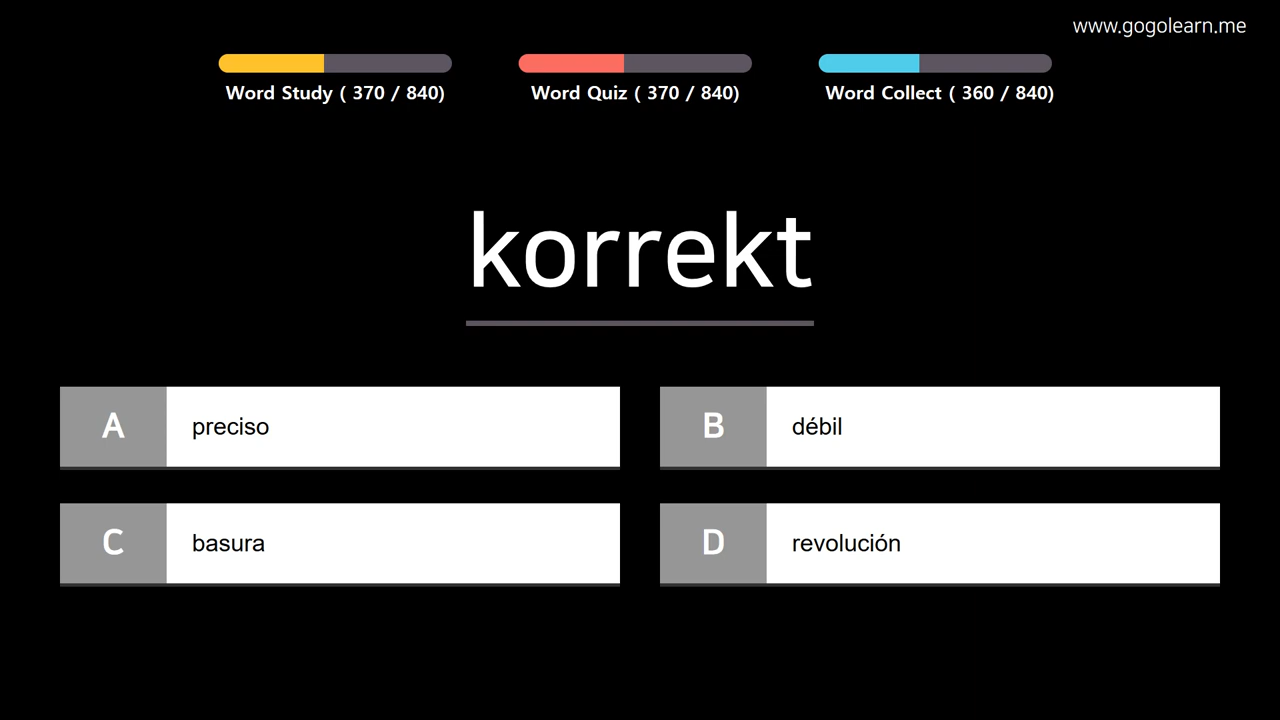 www.gogolearn.me
Word Study ( 370 / 840)
Word Quiz ( 370 / 840)
Word Collect ( 360 / 840)
korrekt
A preciso
B débil
C basura
D revolución